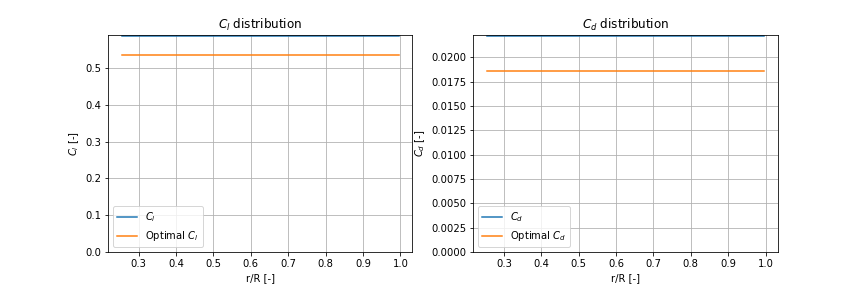 C_l distribution
0.5
0.4
0.3
0.2
0.1
0.0
C_l [-]
C_l
Optimal C_l
0.3 0.4 0.5 0.6 0.7 0.8 0.9 1.0
r/R [-]
C_d distribution
0.0200
0.0175
0.0150
0.0125
0.0100
0.0075
0.0050
0.0025
0.0000
C_d [-]
C_d
Optimal C_d
0.3 0.4 0.5 0.6 0.7 0.8 0.9 1.0
r/R [-]